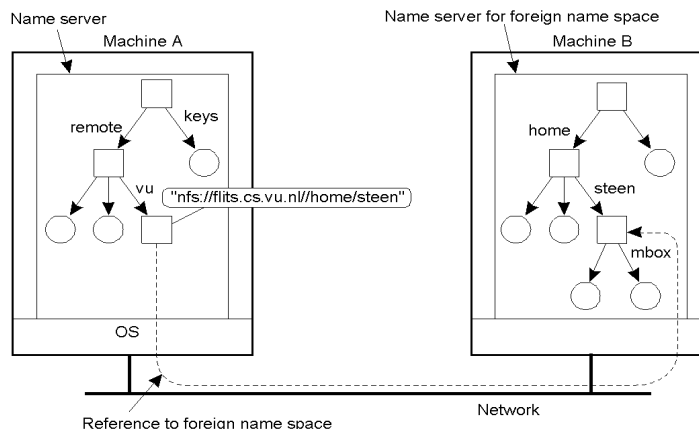 Name server
Name server for foreign name space
Machine A
Machine B
remote
keys
vu
"nfs://flits.cs.vu.nl//home/steen"
home
steen
mbox
OS
Network
Reference to foreign name space